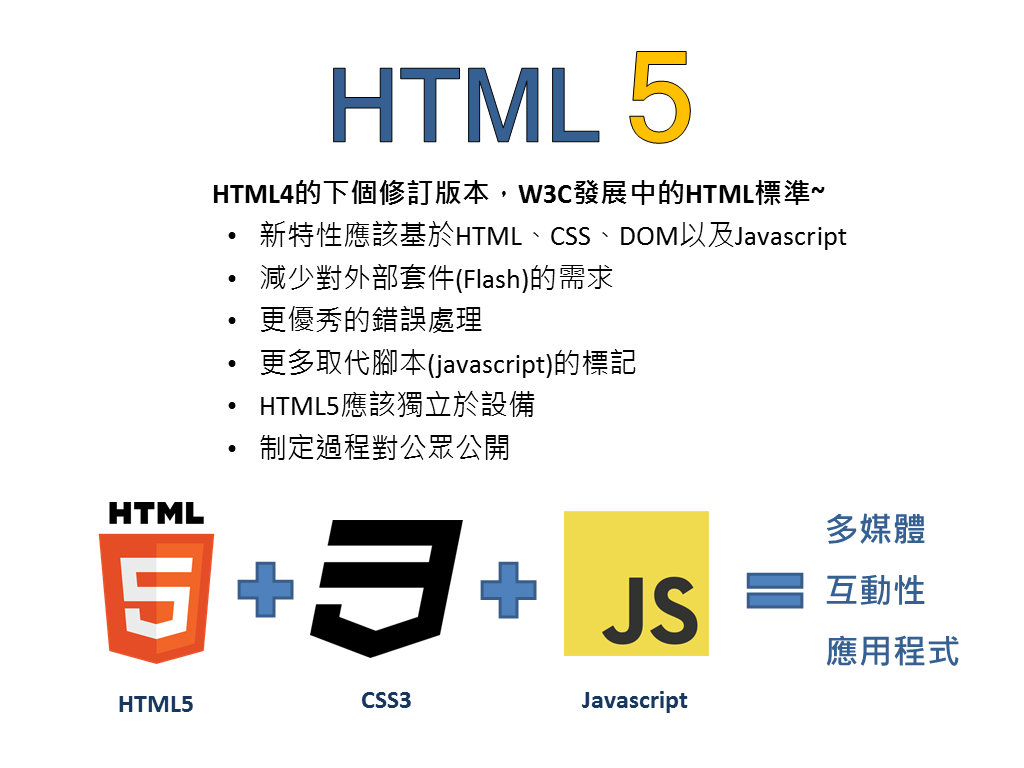 HTML 5
HTML4的下個修訂版本，W3C發展中的HTML標準~
• 新特性應該基於HTML、CSS、DOM以及Javascript
• 減少對外部套件(Flash)的需求
• 更優秀的錯誤處理
• 更多取代腳本(javascript)的標記
• HTML5應該獨立於設備
• 制定過程對公眾公開
HTML
5
3
JS
多媒體
互動性
應用程式
HTML5
CSS3
Javascript